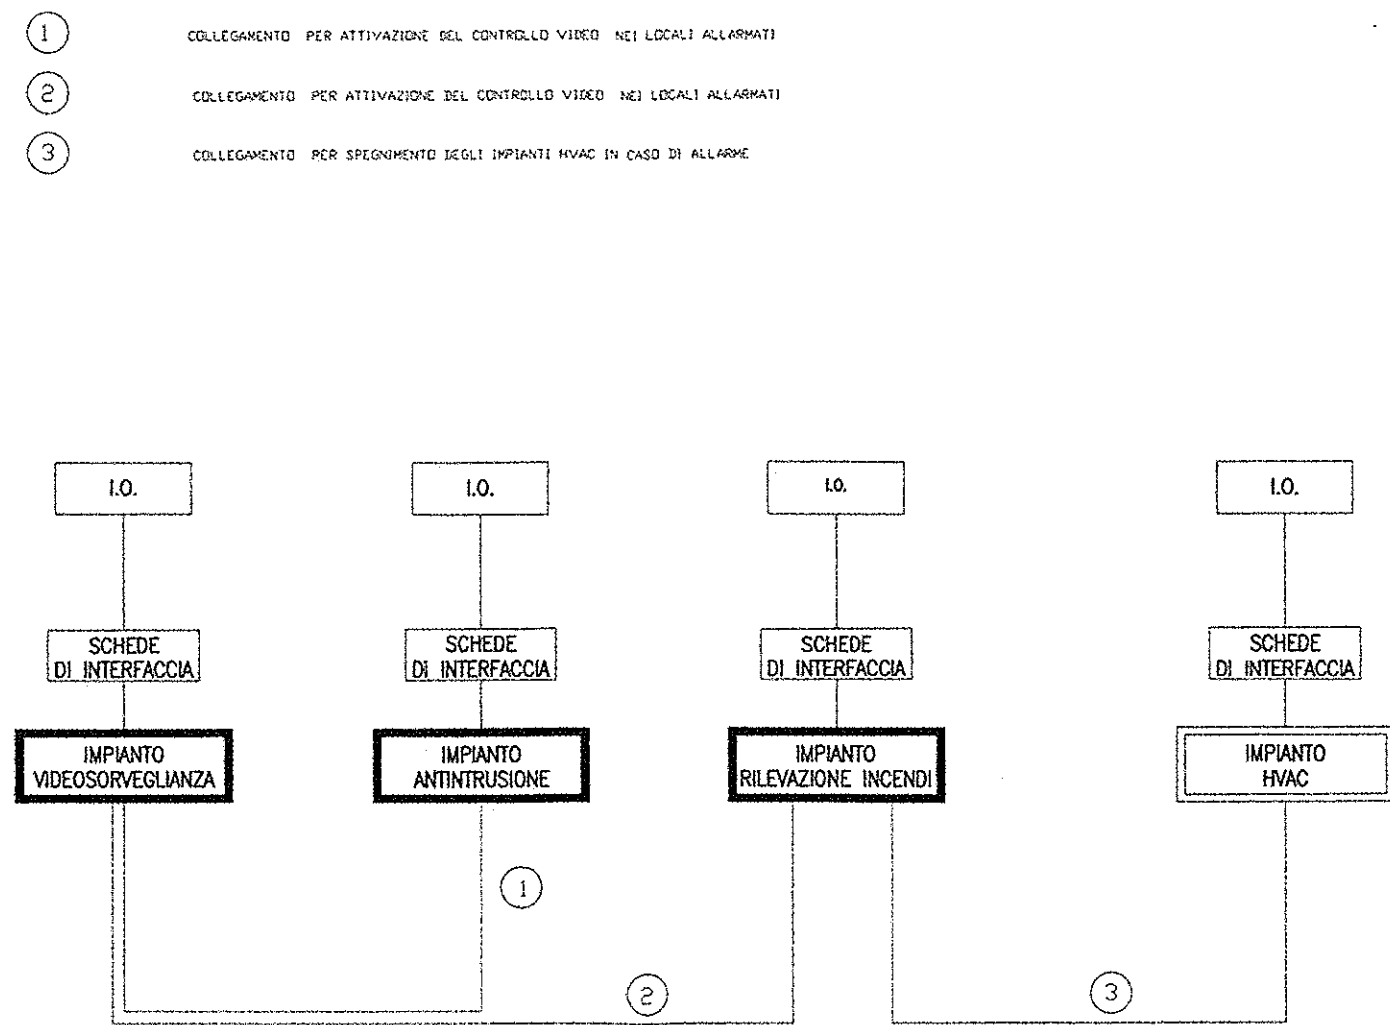 1
COLLEGAMENTO PER ATTIVAZIONE DEL CONTROLLO VIDEO NEI LOCALI ALLARMATI
2
COLLEGAMENTO PER ATTIVAZIONE DEL CONTROLLO VIDEO NEI LOCALI ALLARMATI
3
COLLEGAMENTO PER SPEGNIMENTO DEGLI IMPIANTI HVAC IN CASO DI ALLARME
I.O.
I.O.
I.O.
I.O.
SCHEDE
DI INTERFACCIA
SCHEDE
DI INTERFACCIA
SCHEDE
DI INTERFACCIA
SCHEDE
DI INTERFACCIA
IMPIANTO
VIDEOSORVEGLIANZA
IMPIANTO
ANTINTRUSIONE
IMPIANTO
RILEVAZIONE INCENDI
IMPIANTO
HVAC
1
2
3